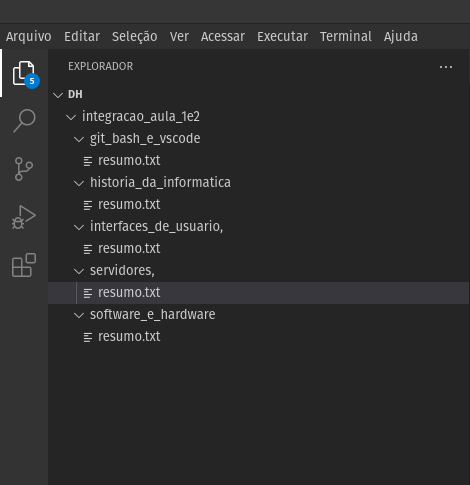 Arquivo Editar Seleção Ver Acessar Executar Terminal Ajuda
EXPLORADOR
5
DH
integracao_aula_1e2
git_bash_e_vscode
resumo.txt
historia_da_informatica
resumo.txt
interfaces_de_usuario,
resumo.txt
servidores,
resumo.txt
software_e_hardware
resumo.txt